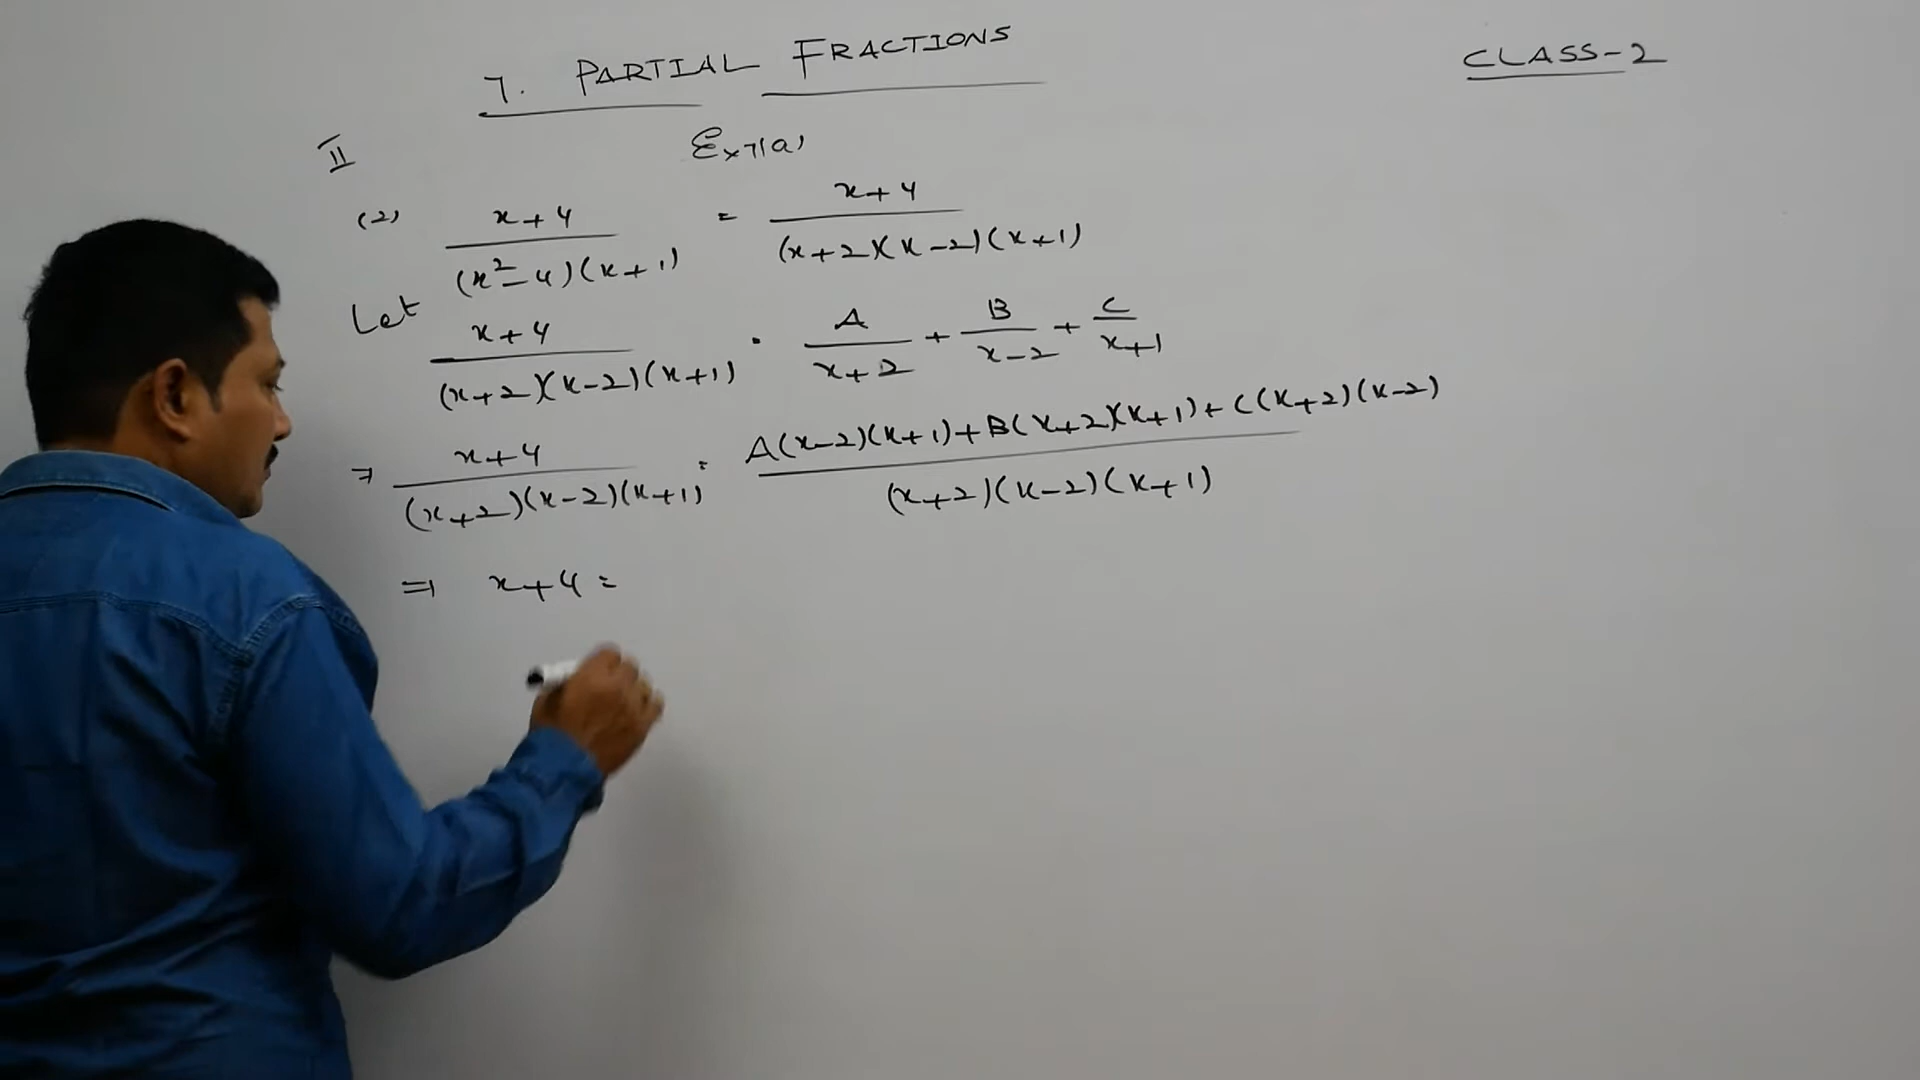 7. PARTIAL FRACTIONS
CLASS-2
II
Ex 7(a)
(2) x+4/((x²-4)(x+1)) = x+4/((x+2)(x-2)(x+1))
Let x+4/((x+2)(x-2)(x+1)) = A/(x+2) + B/(x-2) + C/(x+1)
⇒ x+4/((x+2)(x-2)(x+1)) = (A(x-2)(x+1)+B(x+2)(x+1)+C(x+2)(x-2))/((x+2)(x-2)(x+1))
⇒ x+4 =